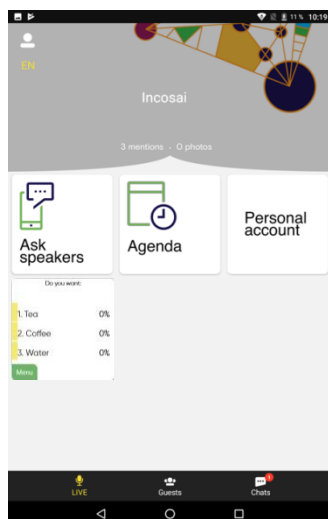 11% 10:19
EN
Incosai
3 mentions · 0 photos
Ask
speakers
Agenda
Personal
account
Do you want:
1. Tea 0%
2. Coffee 0%
3. Water 0%
Menu
1
LIVE
Guests
Chats